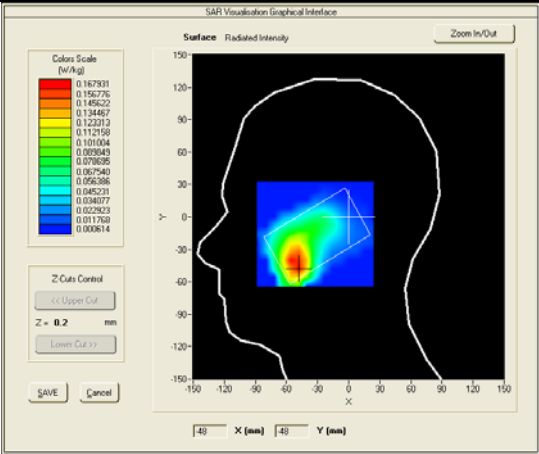 SAR Visualisation Graphical Interface
Surface Radiated Intensity
Zoom In/Out
Colors Scale
(W/kg)
0.167931
0.156776
0.145622
0.134467
0.123313
0.112158
0.101004
0.089849
0.078695
0.067540
0.056386
0.045231
0.034077
0.022923
0.011768
0.000614
Z-Cuts Control
<< Upper Cut
Z = 0.2 mm
Lower Cut >>
SAVE Cancel
150
120
90
60
30
0
-30
-60
-90
-120
-150
Y
-150 -120 -90 -60 -30 0 30 60 90 120 150
X
-48 X (mm) -48 Y (mm)